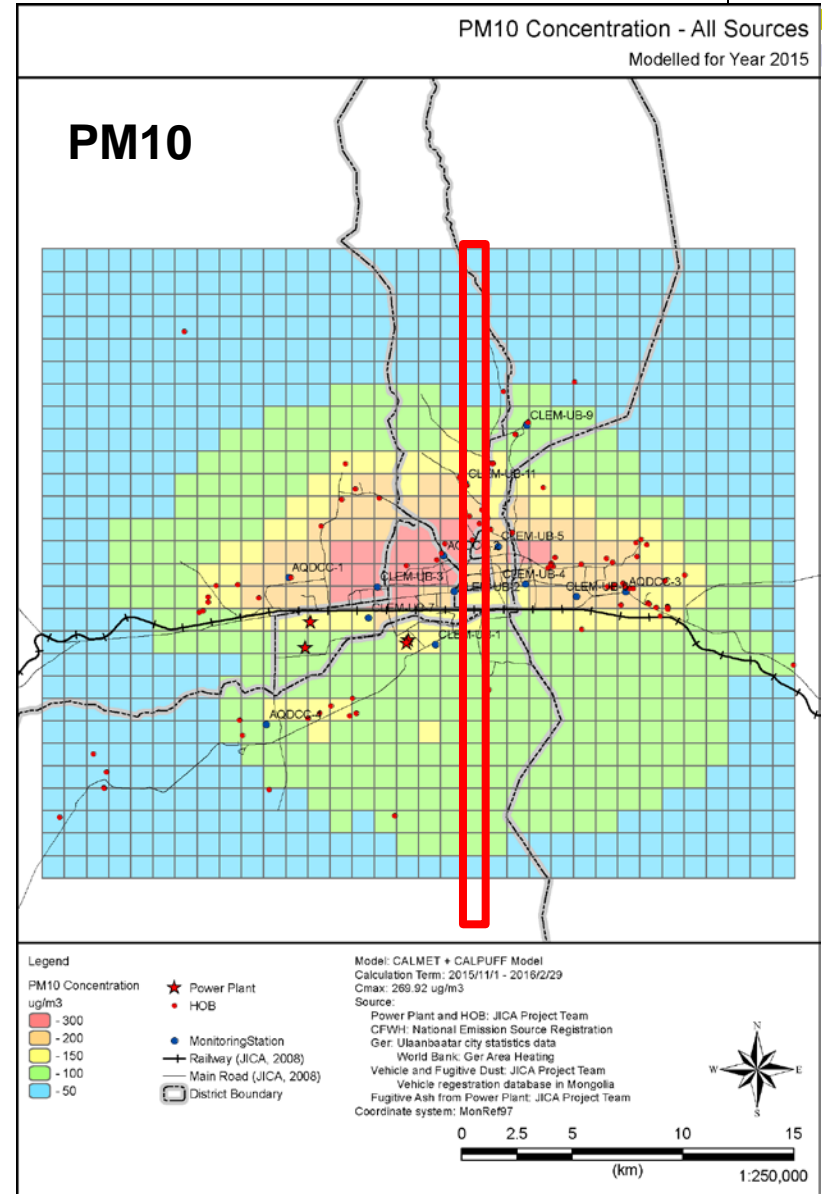 PM10 Concentration - All Sources
Modelled for Year 2015
PM10
CLEM-UB-9
CLEM-UB-11
CLEM-UB-5
AQDCC-1
CLEM-UB-3
CLEM-UB-4
AQDCC-3
CLEM-UB-1
AQDCC-4
Legend
PM10 Concentration
ug/m3
- 300
- 200
- 150
- 100
- 50
Power Plant
HOB
MonitoringStation
Railway (JICA, 2008)
Main Road (JICA, 2008)
District Boundary
Model: CALMET + CALPUFF Model
Calculation Term: 2015/11/1 - 2016/2/29
Cmax: 269.92 ug/m3
Source:
Power Plant and HOB: JICA Project Team
CFWH: National Emission Source Registration
Ger: Ulaanbaatar city statistics data
World Bank: Ger Area Heating
Vehicle and Fugitive Dust: JICA Project Team
Vehicle regestration database in Mongolia
Fugitive Ash from Power Plant: JICA Project Team
Coordinate system: MonRef97
N
W E
S
0 2.5 5 10 15
(km)
1:250,000